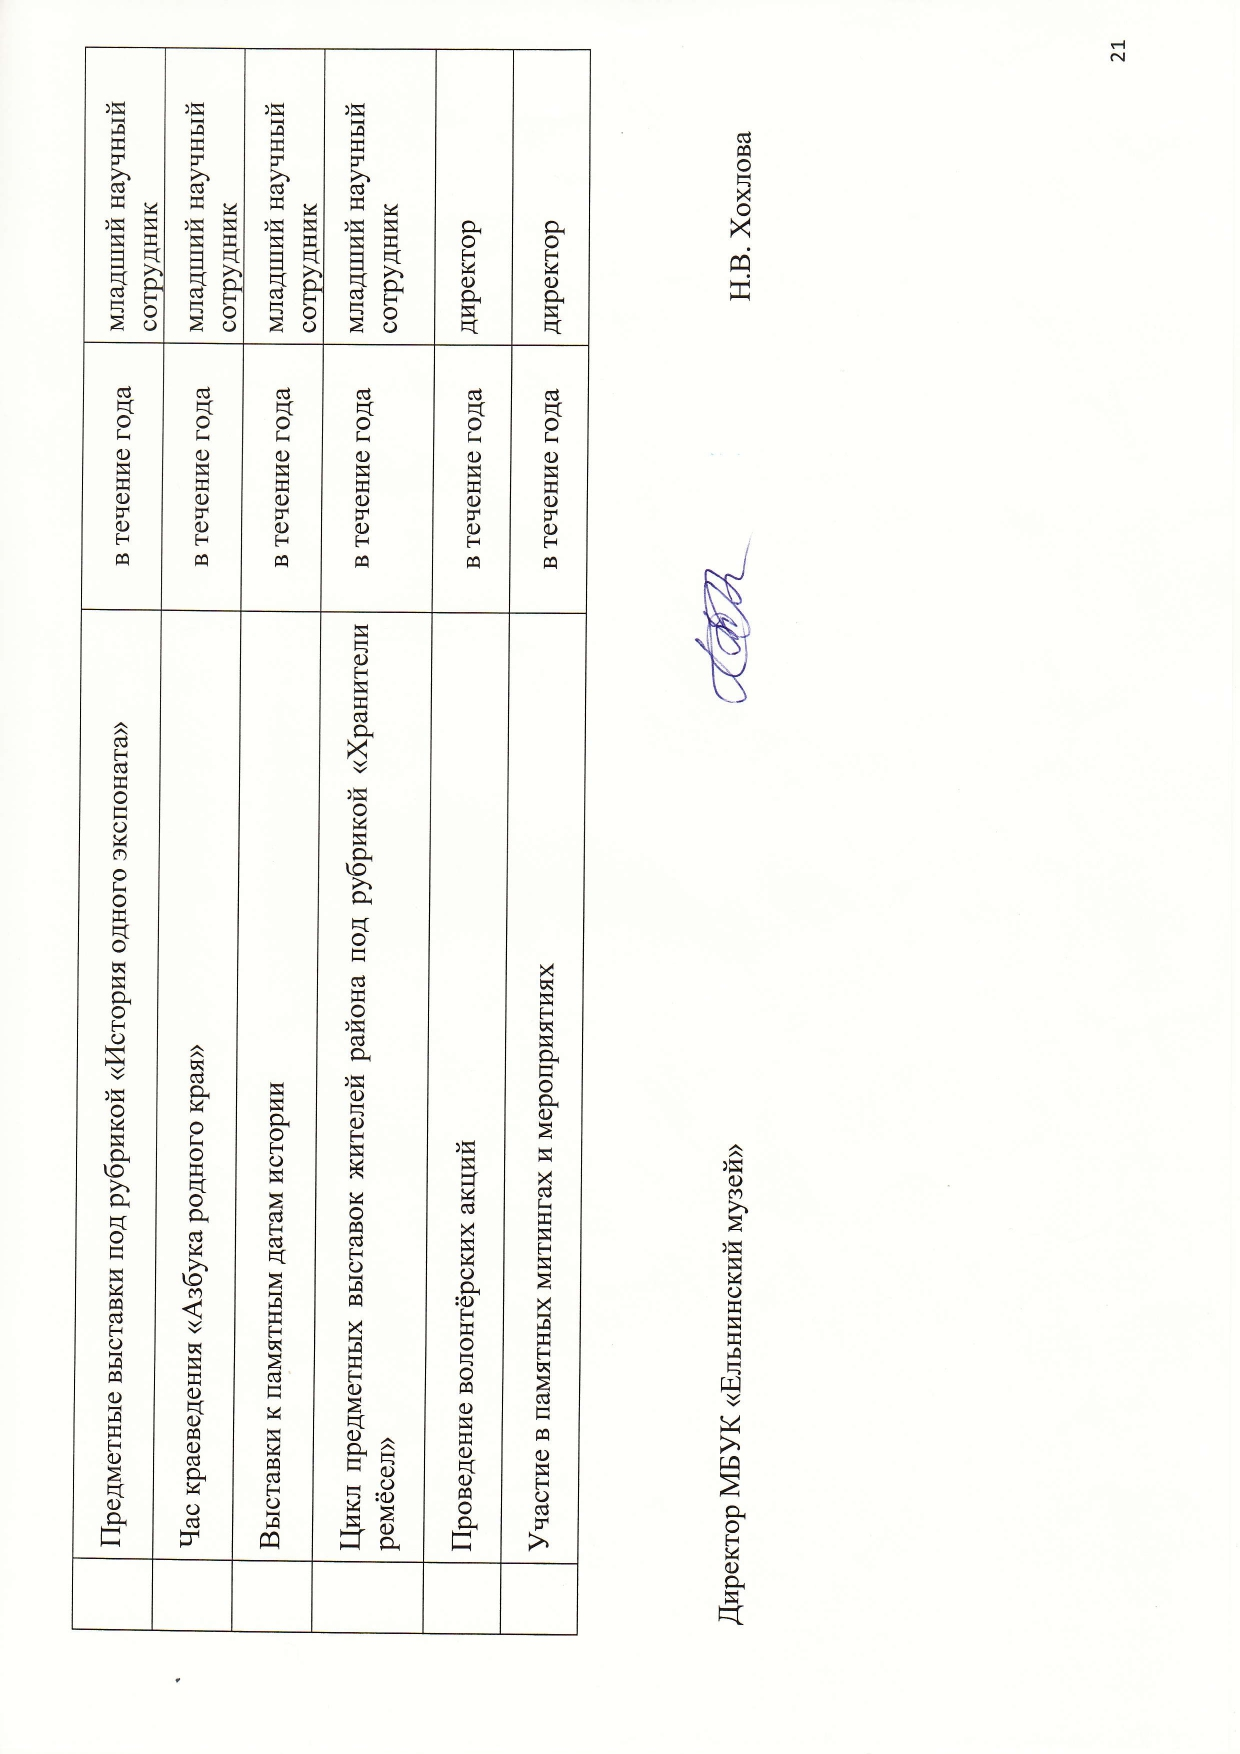 Предметные выставки под рубрикой «История одного экспоната»
в течение года
младший научный
сотрудник
Час краеведения «Азбука родного края»
в течение года
младший научный
сотрудник
Выставки к памятным датам истории
в течение года
младший научный
сотрудник
Цикл предметных выставок жителей района под рубрикой «Хранители
ремёсел»
в течение года
младший научный
сотрудник
Проведение волонтёрских акций
в течение года
директор
Участие в памятных митингах и мероприятиях
в течение года
директор
Директор МБУК «Ельнинский музей»
Н.В. Хохлова
21